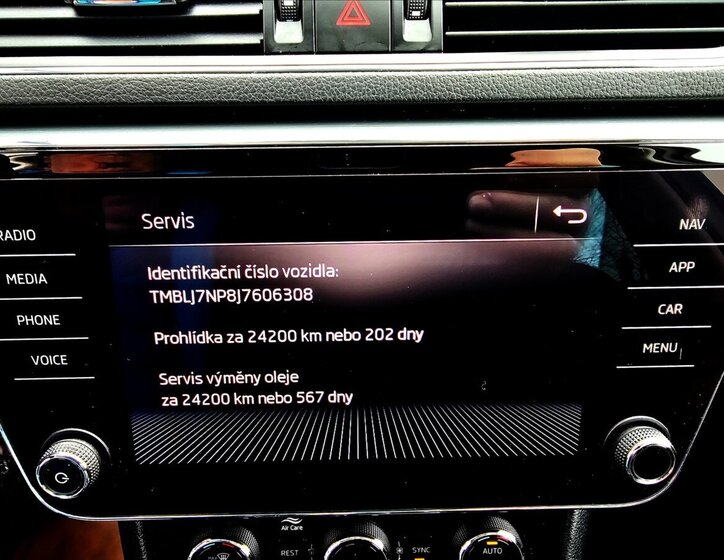 Servis
RADIO
MEDIA
PHONE
VOICE
NAV
APP
CAR
MENU
Identifikační číslo vozidla:
TMBLJ7NP8J7606308
Prohlídka za 24200 km nebo 202 dny
Servis výměny oleje
za 24200 km nebo 567 dny
Air Care
REST
SYNC
AUTO